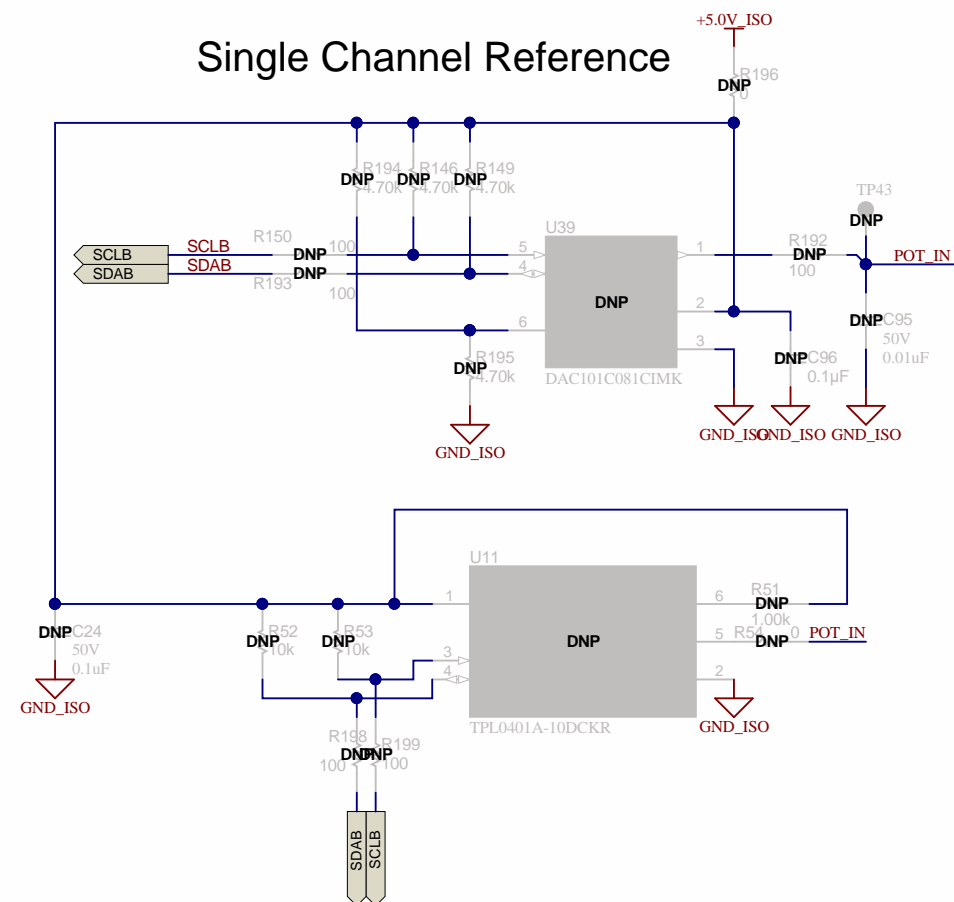 +5.0V_ISO
Single Channel Reference
R196
DNP
0
R194
R146
R149
DNP
DNP
DNP
4.70k
4.70k
4.70k
TP43
DNP
U39
R150
SCLB
SCLB
DNP
100
5
1
R192
DNP
100
POT_IN
SDAB
SDAB
DNP
4
R193
100
DNP
2
6
3
DNP
C95
50V
0.01uF
R195
DNP
4.70k
DNP
C96
0.1µF
DAC101C081CIMK
GND_ISO
GND_ISO
GND_ISO
GND_ISO
U11
1
6
R51
DNP
1.00k
DNP
C24
50V
0.1uF
R52
DNP
10k
R53
DNP
10k
DNP
5
R54
DNP
0
POT_IN
3
4
2
GND_ISO
GND_ISO
TPL0401A-10DCKR
R198
DNP
100
R199
DNP
100
SDAB
SCLB